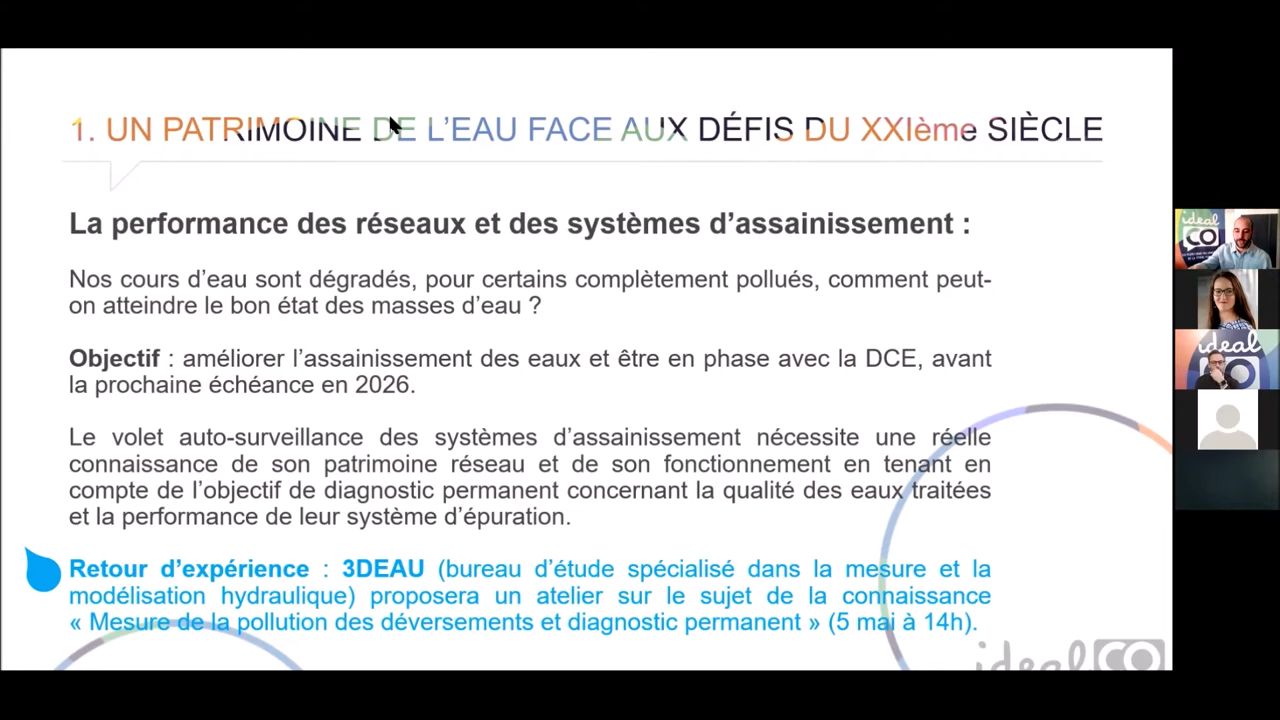 1. UN PATRIMOINE DE L’EAU FACE AUX DÉFIS DU XXIème SIÈCLE
La performance des réseaux et des systèmes d’assainissement :
Nos cours d’eau sont dégradés, pour certains complètement pollués, comment peut-
on atteindre le bon état des masses d’eau ?
Objectif : améliorer l’assainissement des eaux et être en phase avec la DCE, avant
la prochaine échéance en 2026.
Le volet auto-surveillance des systèmes d’assainissement nécessite une réelle
connaissance de son patrimoine réseau et de son fonctionnement en tenant en
compte de l’objectif de diagnostic permanent concernant la qualité des eaux traitées
et la performance de leur système d’épuration.
Retour d’expérience : 3DEAU (bureau d’étude spécialisé dans la mesure et la
modélisation hydraulique) proposera un atelier sur le sujet de la connaissance
« Mesure de la pollution des déversements et diagnostic permanent » (5 mai à 14h).
ideal CO
ideal
CO
ideal
CO